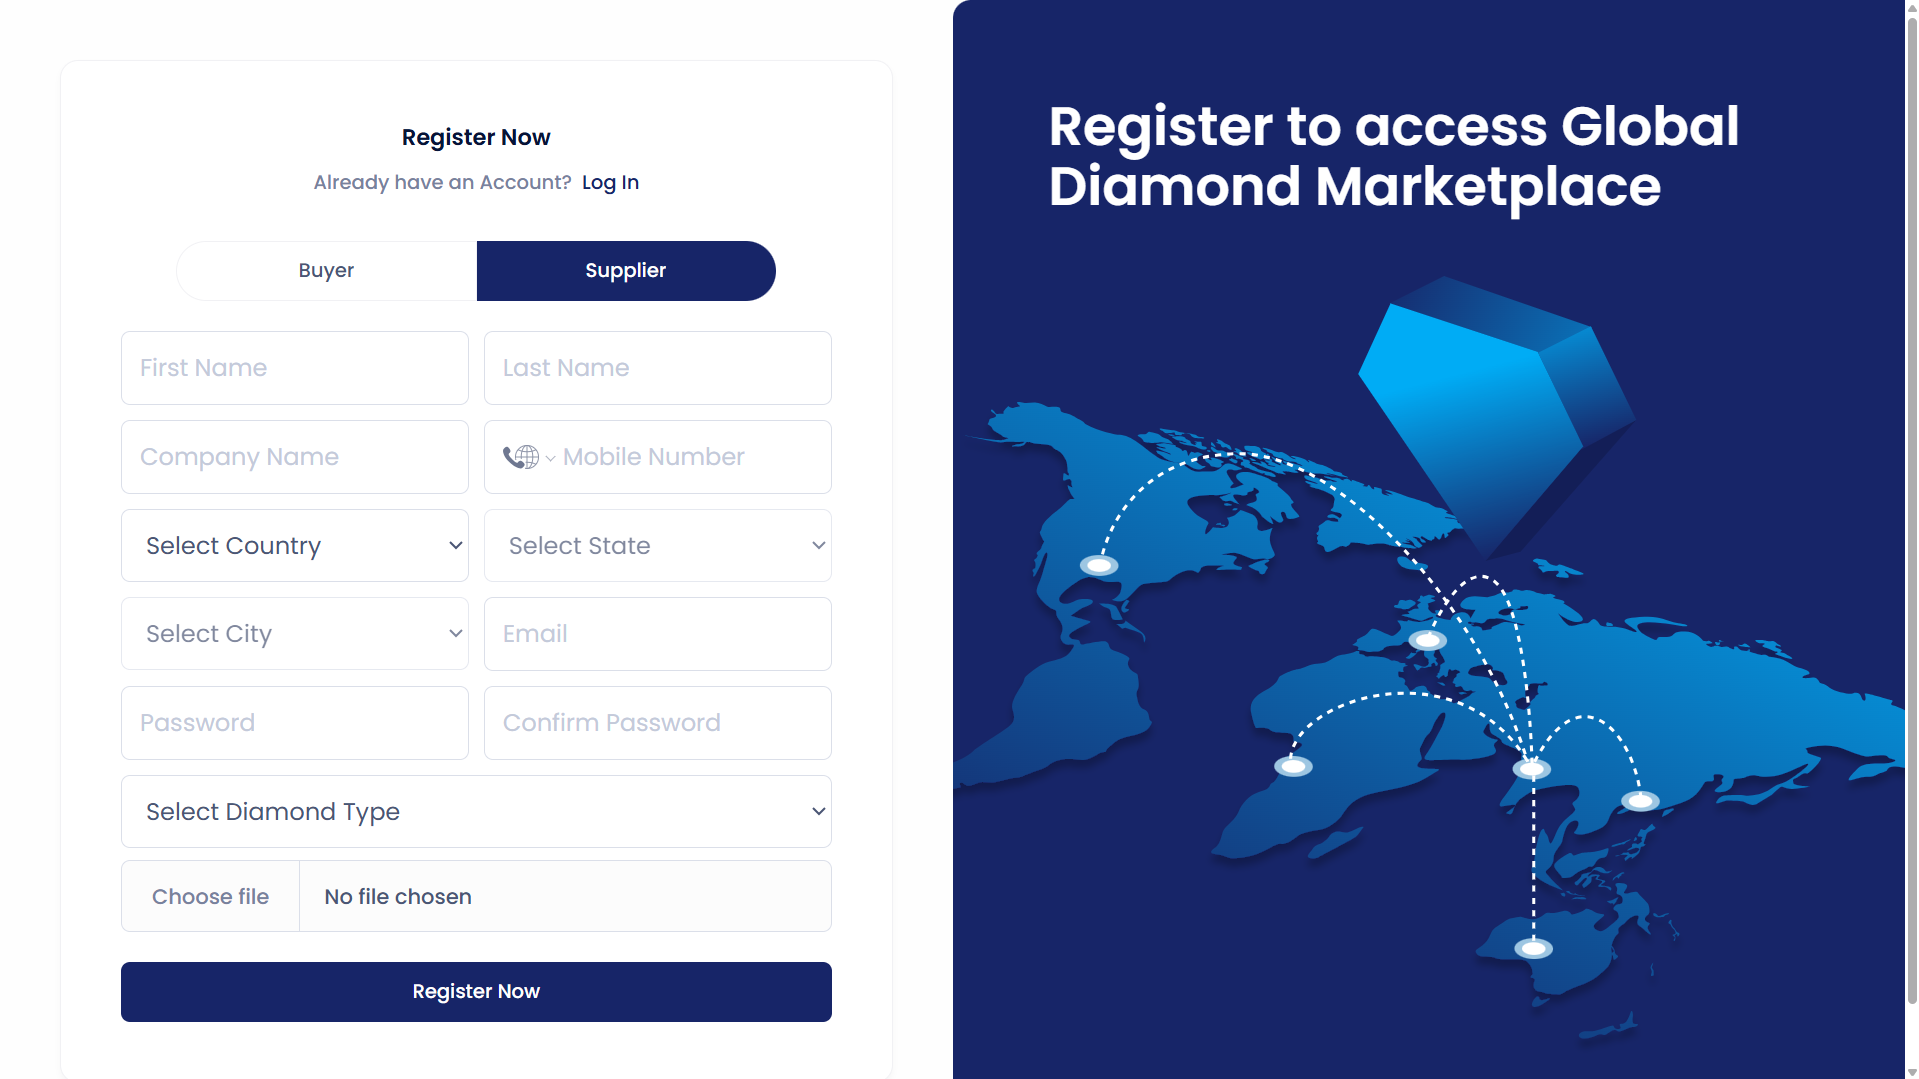 Register Now
Already have an Account? Log In
Buyer
Supplier
First Name
Last Name
Company Name
Mobile Number
Select Country
Select State
Select City
Email
Password
Confirm Password
Select Diamond Type
Choose file
No file chosen
Register Now
Register to access Global
Diamond Marketplace